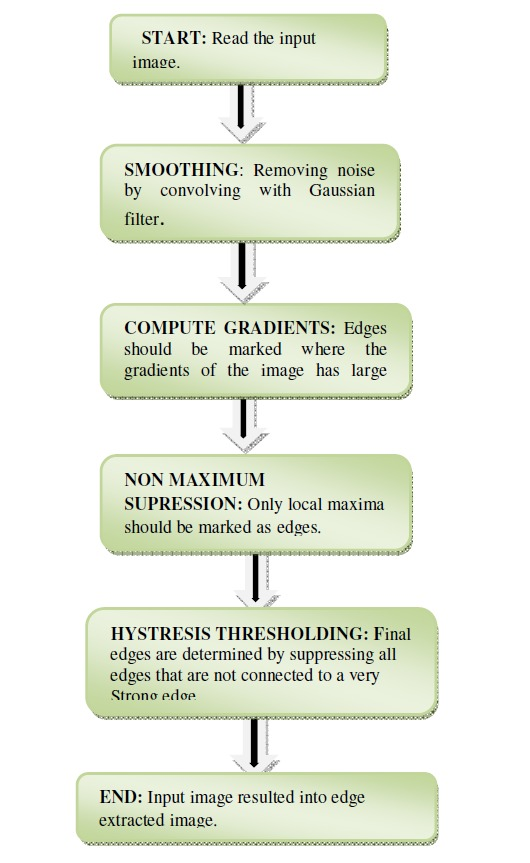 START: Read the input
image.
SMOOTHING: Removing noise
by convolving with Gaussian
filter.
COMPUTE GRADIENTS: Edges
should be marked where the
gradients of the image has large
NON MAXIMUM
SUPRESSION: Only local maxima
should be marked as edges.
HYSTRESIS THRESHOLDING: Final
edges are determined by suppressing all
edges that are not connected to a very
Strong edge
END: Input image resulted into edge
extracted image.